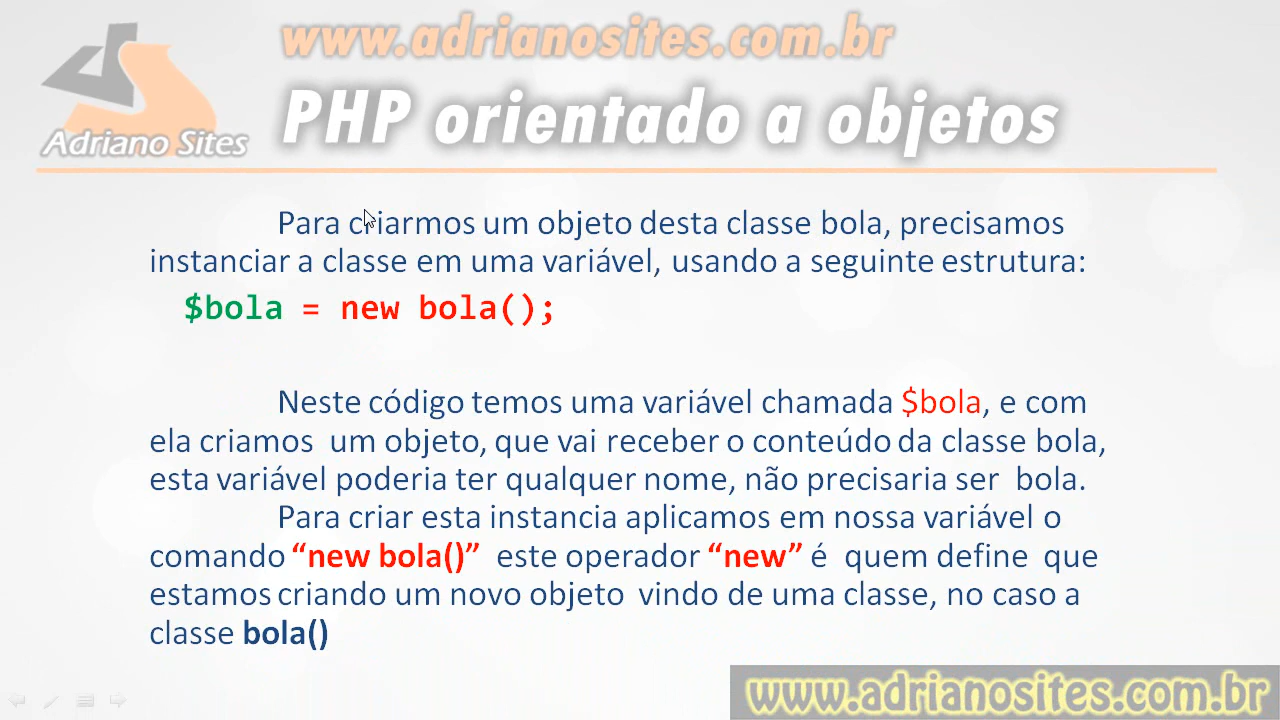 www.adrianosites.com.br
PHP orientado a objetos
Adriano Sites
Para criarmos um objeto desta classe bola, precisamos
instanciar a classe em uma variável, usando a seguinte estrutura:
$bola = new bola();
Neste código temos uma variável chamada $bola, e com
ela criamos um objeto, que vai receber o conteúdo da classe bola,
esta variável poderia ter qualquer nome, não precisaria ser bola.
Para criar esta instancia aplicamos em nossa variável o
comando “new bola()” este operador “new” é quem define que
estamos criando um novo objeto vindo de uma classe, no caso a
classe bola()
www.adrianosites.com.br